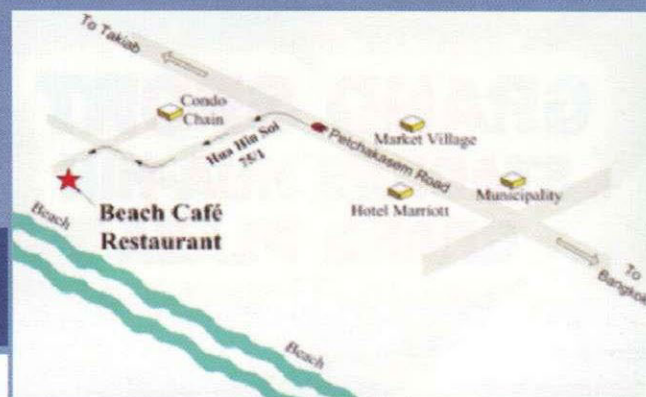 To Takiab
Condo
Chain
Hua Hin Soi
75/1
Petchakasem Road
Market Village
Hotel Marriott
Municipality
To
Bangkok
Beach Café
Restaurant
Beach
Beach